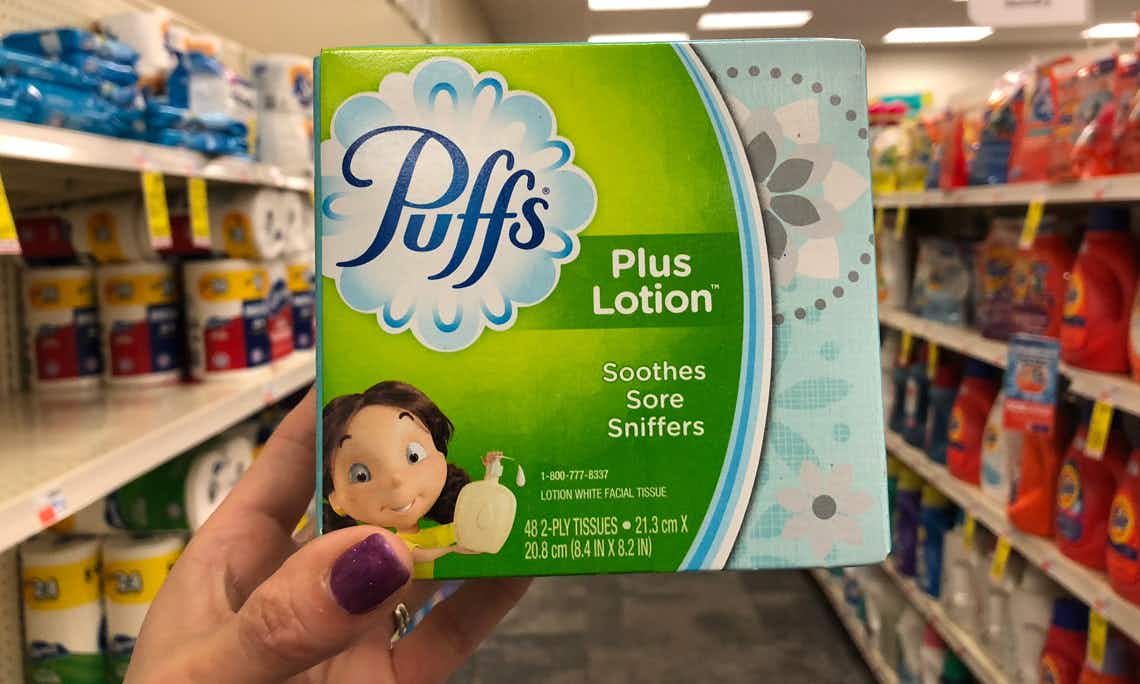 Puffs®
Plus
Lotion™
Soothes
Sore
Sniffers
1-800-777-8337
LOTION WHITE FACIAL TISSUE
48 2-PLY TISSUES • 21.3 cm X
20.8 cm (8.4 IN X 8.2 IN)